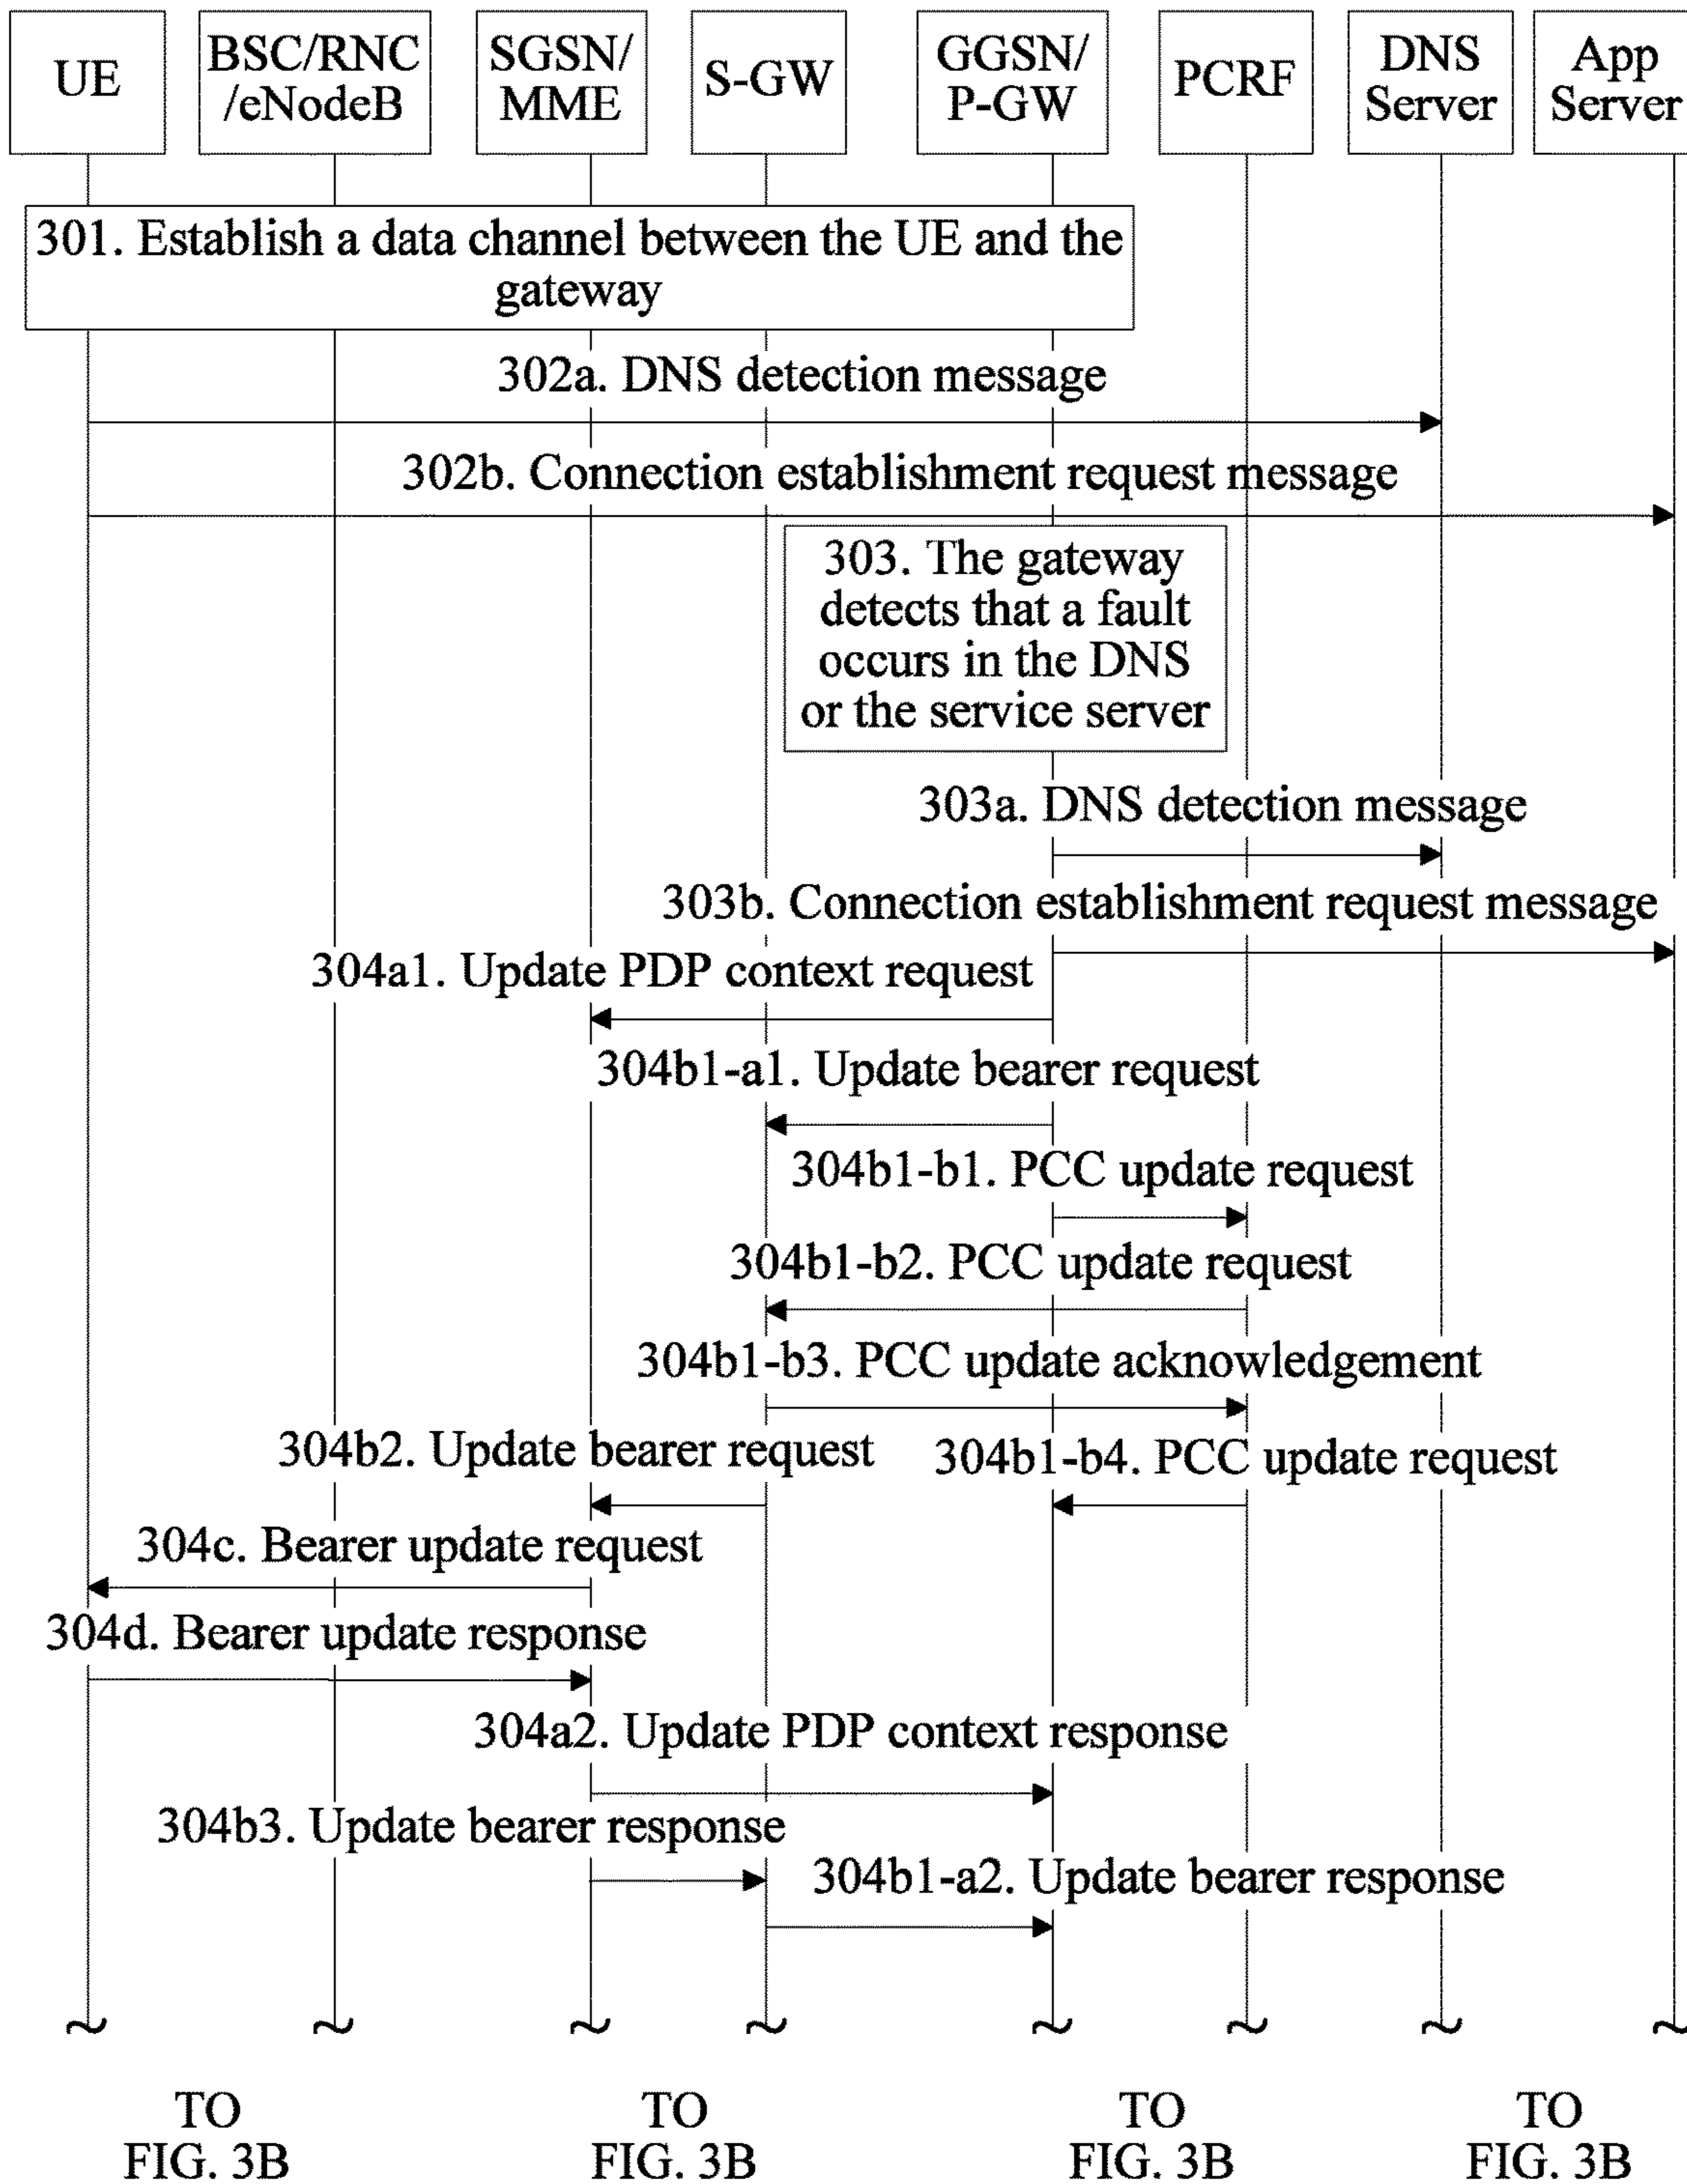 UE
BSC/RNC
/eNodeB
SGSN/
MME
S-GW
GGSN/
P-GW
PCRF
DNS
Server
App
Server
301. Establish a data channel between the UE and the
gateway
302a. DNS detection message
302b. Connection establishment request message
303. The gateway
detects that a fault
occurs in the DNS
or the service server
303a. DNS detection message
303b. Connection establishment request message
304a1. Update PDP context request
304b1-a1. Update bearer request
304b1-b1. PCC update request
304b1-b2. PCC update request
304b1-b3. PCC update acknowledgement
304b2. Update bearer request
304b1-b4. PCC update request
304c. Bearer update request
304d. Bearer update response
304a2. Update PDP context response
304b3. Update bearer response
304b1-a2. Update bearer response
TO
FIG. 3B
TO
FIG. 3B
TO
FIG. 3B
TO
FIG. 3B